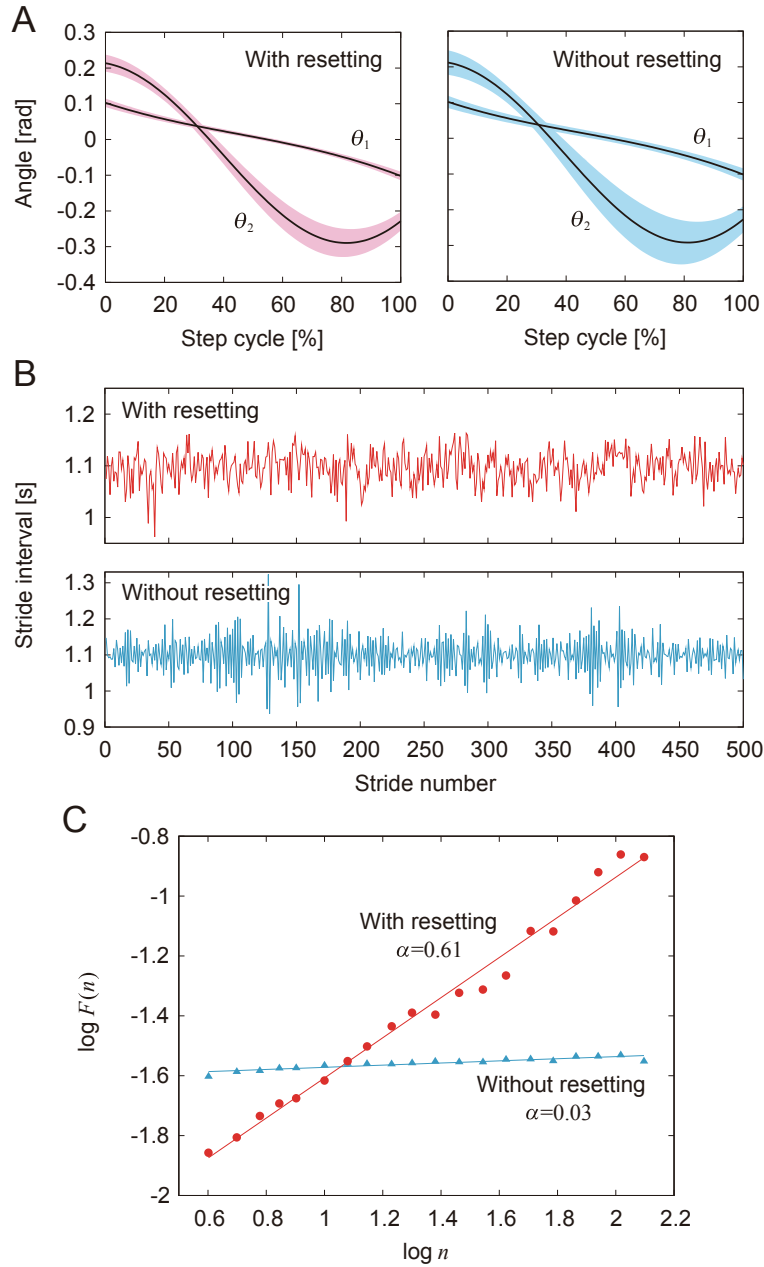 A
0.3
0.2
0.1
0
-0.1
-0.2
-0.3
-0.4
Angle [rad]
With resetting
θ1
θ2
0 20 40 60 80 100
Step cycle [%]
Without resetting
θ1
θ2
0 20 40 60 80 100
Step cycle [%]
B
Stride interval [s]
1.2
1.1
1
With resetting
1.3
1.2
1.1
1
0.9
Without resetting
0 50 100 150 200 250 300 350 400 450 500
Stride number
C
-0.8
-1
-1.2
-1.4
-1.6
-1.8
-2
log F(n)
With resetting
α=0.61
Without resetting
α=0.03
0.6 0.8 1 1.2 1.4 1.6 1.8 2 2.2
log n